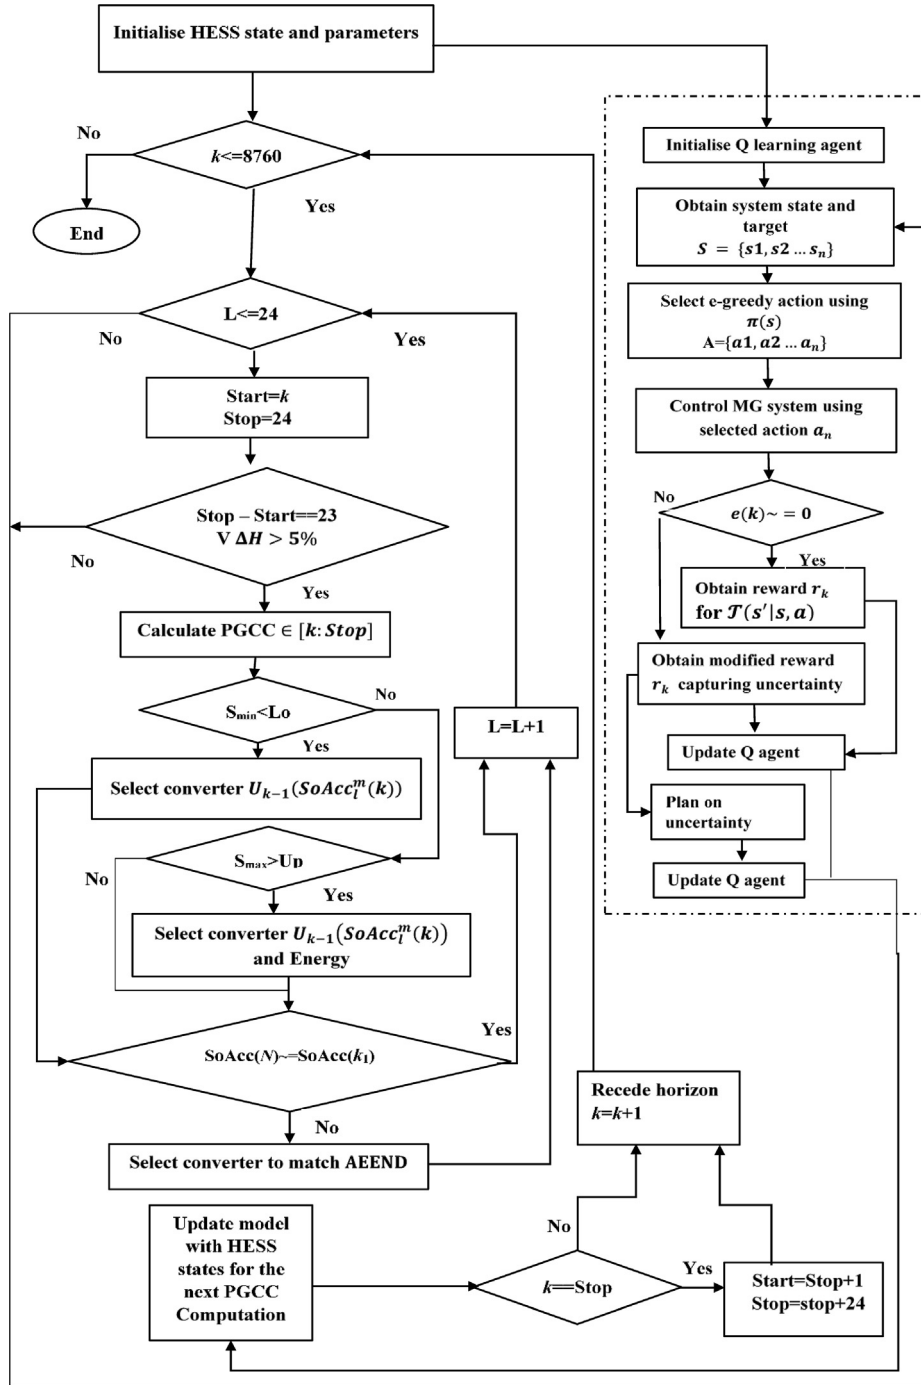 Initialise HESS state and parameters
No
k<=8760
Yes
End
L<=24
No
Yes
Start=k
Stop=24
Stop – Start==23
V ΔH > 5%
No
Yes
Calculate PGCC ∈ [k: Stop]
S_min<Lo
No
Yes
L=L+1
Select converter U_{k−1}(SoAcc_l^m(k))
S_max>Up
No
Yes
Select converter U_{k−1}(SoAcc_l^m(k))
and Energy
SoAcc(N)~=SoAcc(k_1)
Yes
No
Select converter to match AEEND
Update model
with HESS
states for the
next PGCC
Computation
k==Stop
No
Yes
Recede horizon
k=k+1
Start=Stop+1
Stop=stop+24
Initialise Q learning agent
Obtain system state and
target
S = {s1, s2 … s_n}
Select e-greedy action using
π(s)
A={a1, a2 … a_n}
Control MG system using
selected action a_n
No
e(k)~ = 0
Yes
Obtain reward r_k
for 𝒯(s′|s, a)
Obtain modified reward
r_k capturing uncertainty
Update Q agent
Plan on
uncertainty
Update Q agent